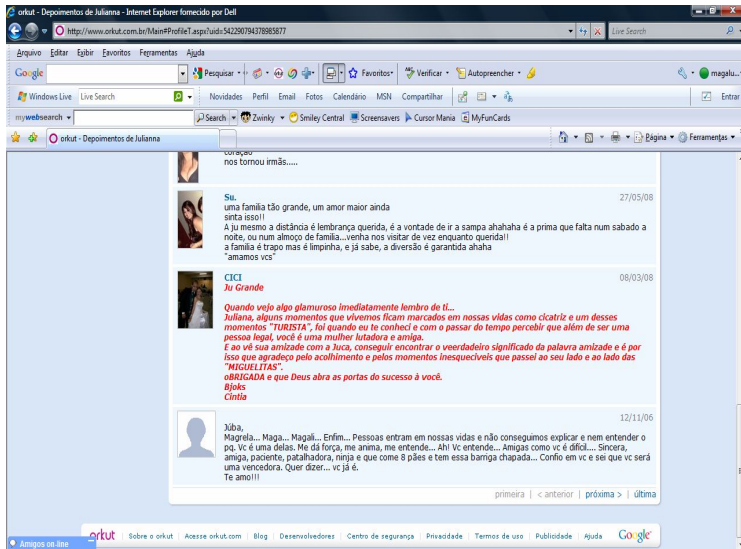 orkut - Depoimentos de Julianna - Internet Explorer fornecido por Dell
http://www.orkut.com.br/Main#ProfileT.aspx?uid=542290794378985877
Live Search
Arquivo Editar Exibir Favoritos Ferramentas Ajuda
Google Pesquisar Favoritos Verificar Autopreencher magalu...
Windows Live Live Search Novidades Perfil Email Fotos Calendário MSN Compartilhar Entrar
mywebsearch Search Zwinky Smiley Central Screensavers Cursor Mania MyFunCards
orkut - Depoimentos de Julianna Página Ferramentas
coração
nos tornou irmãs.....
Su. 27/05/08
uma familia tão grande, um amor maior ainda
sinta isso!!
A ju mesmo a distância é lembrança querida, é a vontade de ir a sampa ahahaha é a prima que falta num sabado a
noite, ou num almoço de familia...venha nos visitar de vez enquanto querida!!
a familia é trapo mas é limpinha, e já sabe, a diversão é garantida ahaha
"amamos vcs"
CICI 08/03/08
Ju Grande
Quando vejo algo glamuroso imediatamente lembro de ti...
Juliana, alguns momentos que vivemos ficam marcados em nossas vidas como cicatriz e um desses
momentos "TURISTA", foi quando eu te conheci e com o passar do tempo percebir que além de ser uma
pessoa legal, você é uma mulher lutadora e amiga.
E ao vê sua amizade com a Juca, conseguir encontrar o veerdadeiro significado da palavra amizade e é por
isso que agradeço pelo acolhimento e pelos momentos inesqueciveis que passei ao seu lado e ao lado das
"MIGUELITAS".
oBRIGADA e que Deus abra as portas do sucesso à você.
Bjoks
Cintia
12/11/06
Júba,
Magrela... Maga... Magali... Enfim... Pessoas entram em nossas vidas e não conseguimos explicar e nem entender o
pq. Vc é uma delas. Me dá força, me anima, me entende... Ah! Vc entende... Amigas como vc é difícil.... Sincera,
amiga, paciente, patalhadora, ninja e que come 8 pães e tem essa barriga chapada... Confio em vc e sei que vc será
uma vencedora. Quer dizer... vc já é.
Te amo!!!
primeira | < anterior | próxima > | última
orkut Sobre o orkut | Acesse orkut.com | Blog | Desenvolvedores | Centro de segurança | Privacidade | Termos de uso | Publicidade | Ajuda Google
Amigos on-line